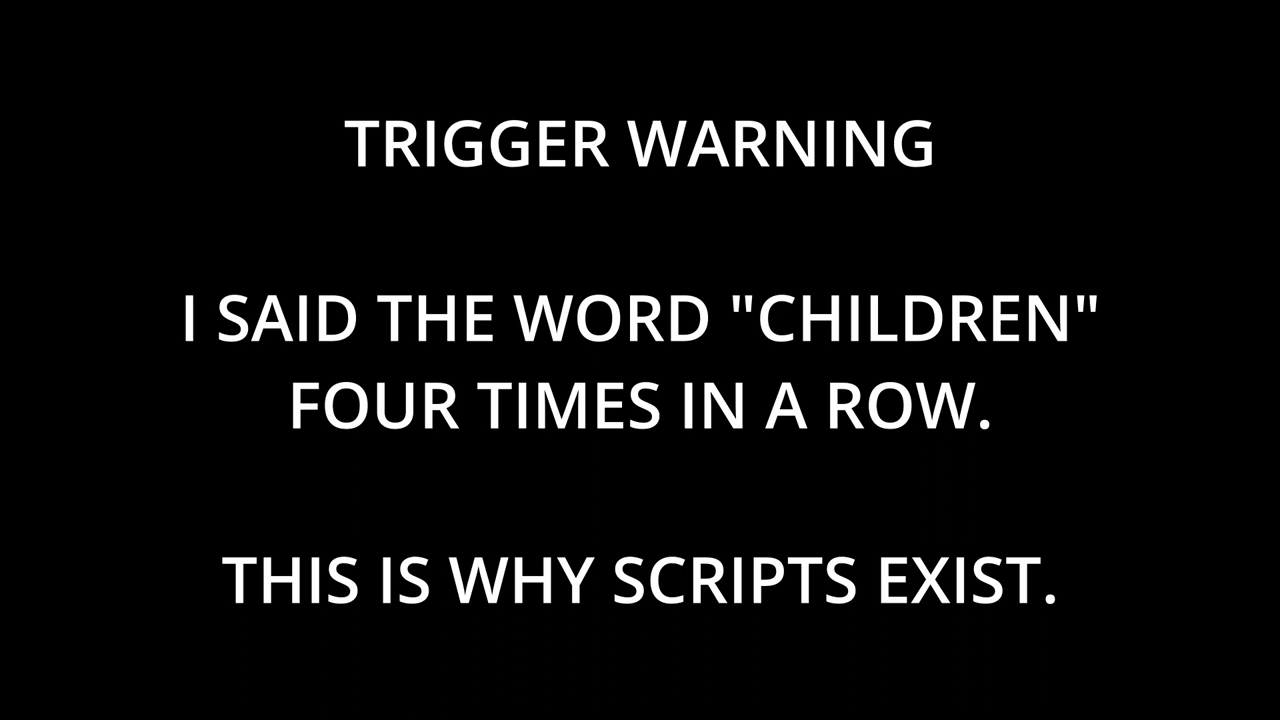 TRIGGER WARNING
I SAID THE WORD "CHILDREN"
FOUR TIMES IN A ROW.
THIS IS WHY SCRIPTS EXIST.